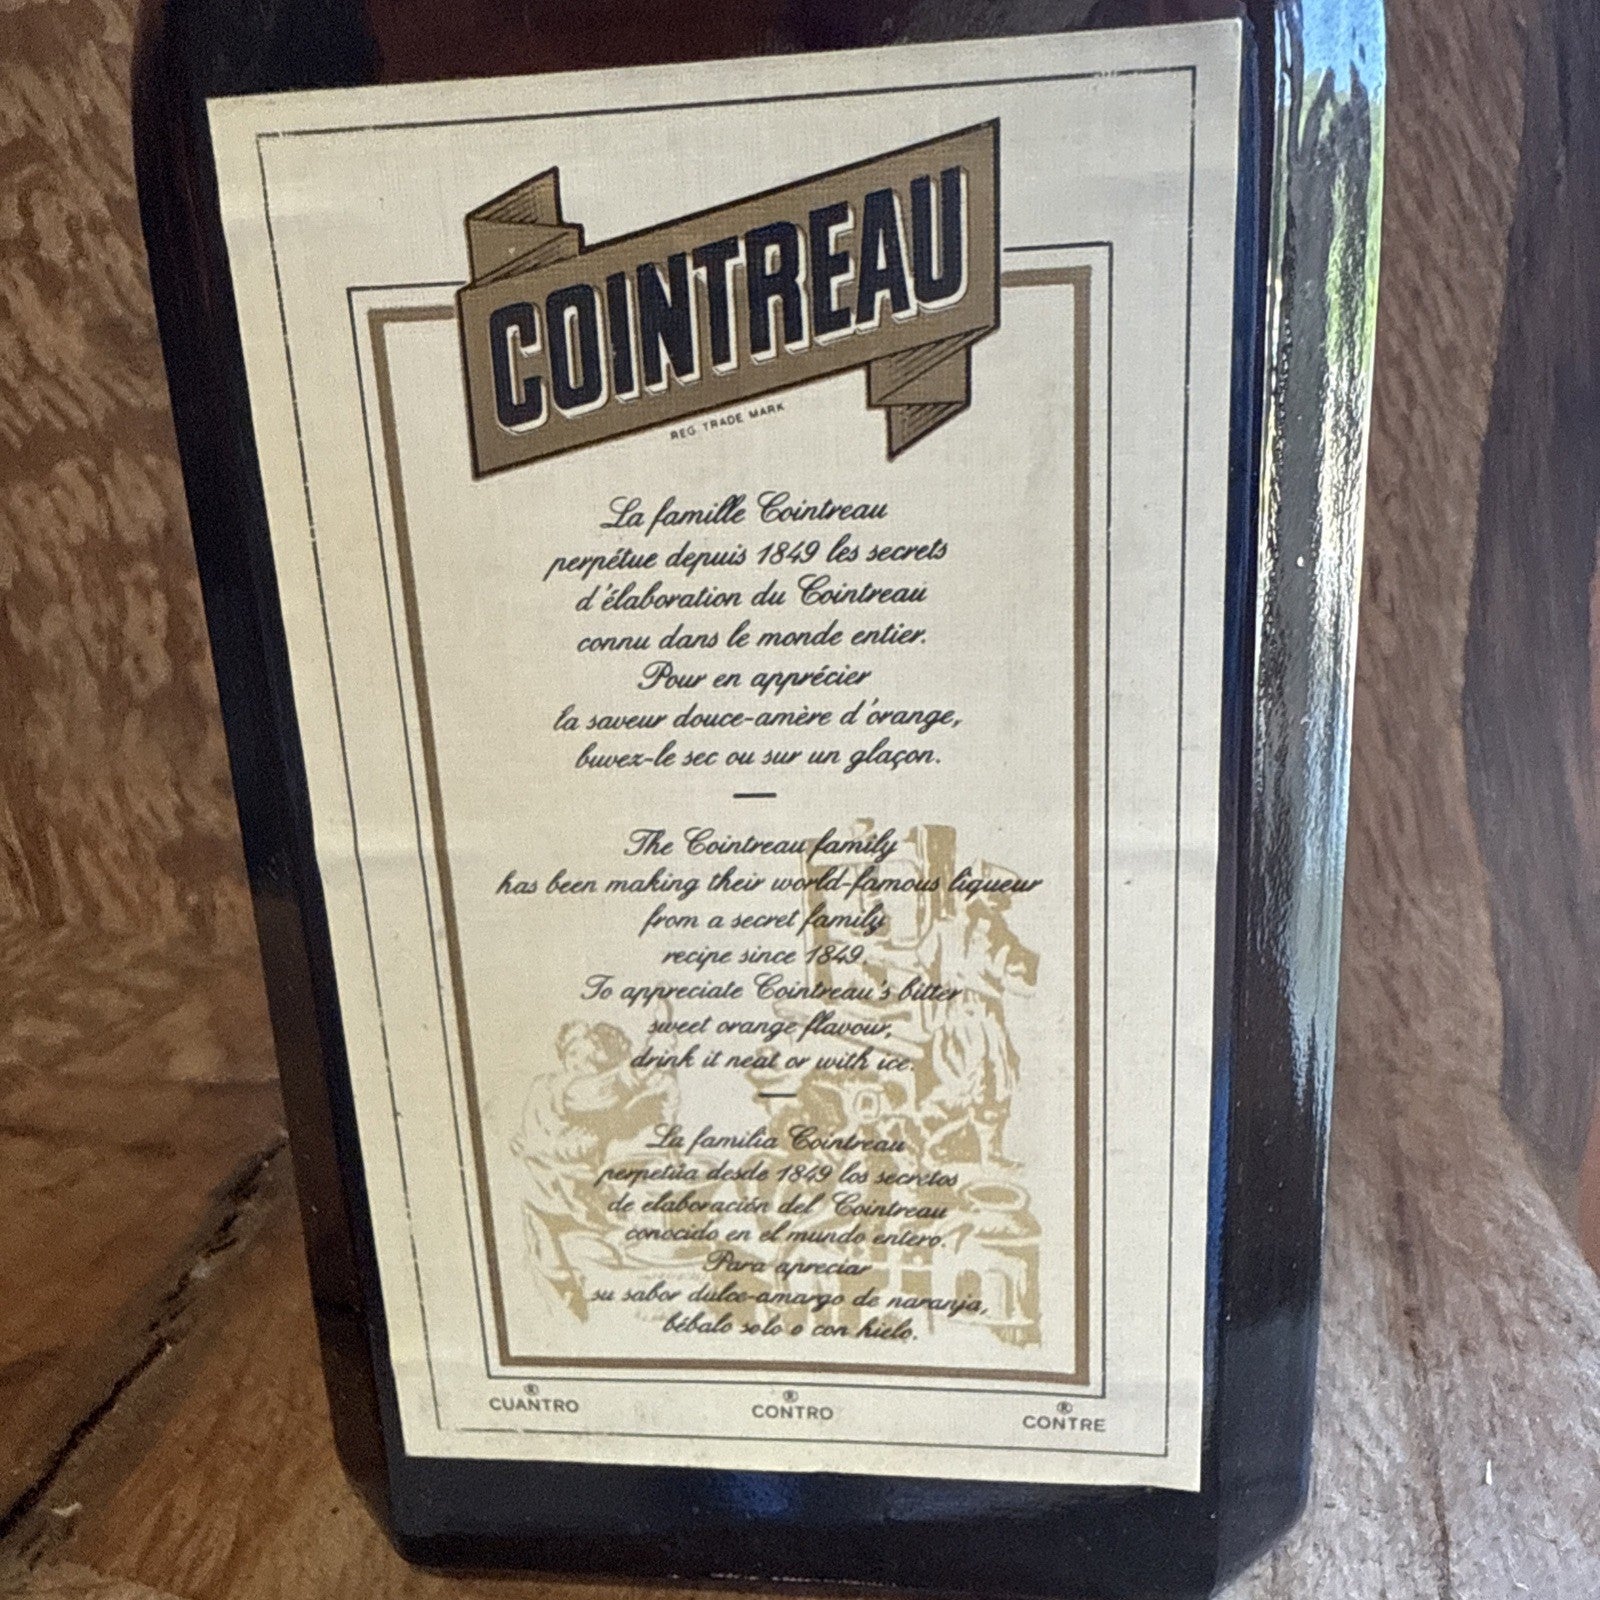 COINTREAU
REG. TRADE MARK
La famille Cointreau
perpétue depuis 1849 les secrets
d'élaboration du Cointreau
connu dans le monde entier.
Pour en apprécier
la saveur douce-amère d'orange,
buvez-le sec ou sur un glaçon.
The Cointreau family
has been making their world-famous liqueur
from a secret family
recipe since 1849.
To appreciate Cointreau's bitter
sweet orange flavour,
drink it neat or with ice.
La familia Cointreau
perpetúa desde 1849 los secretos
de elaboración del Cointreau
conocido en el mundo entero.
Para apreciar
su sabor dulce-amargo de naranja,
bébalo solo o con hielo.
® ® ®
CUANTRO CONTRO CONTRE